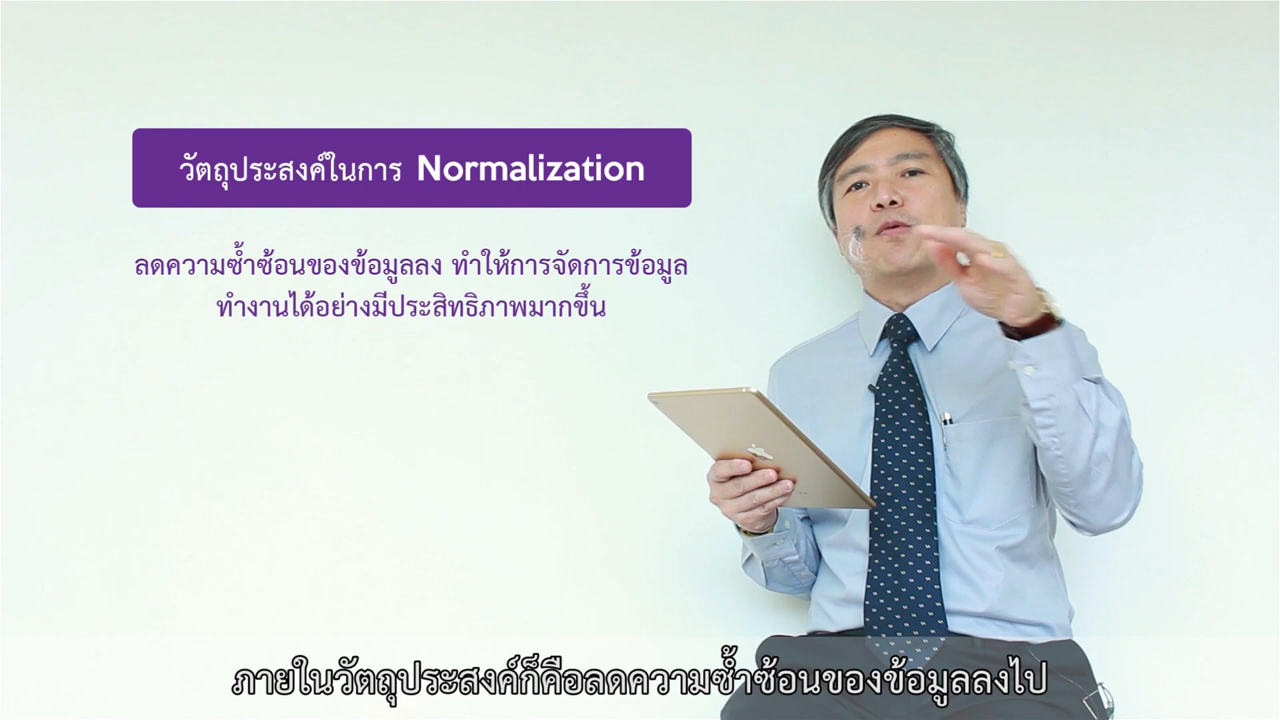 วัตถุประสงค์ในการ Normalization
ลดความซ้ำซ้อนของข้อมูลลง ทำให้การจัดการข้อมูล
ทำงานได้อย่างมีประสิทธิภาพมากขึ้น
ภายในวัตถุประสงค์ก็คือลดความซ้ำซ้อนของข้อมูลลงไป